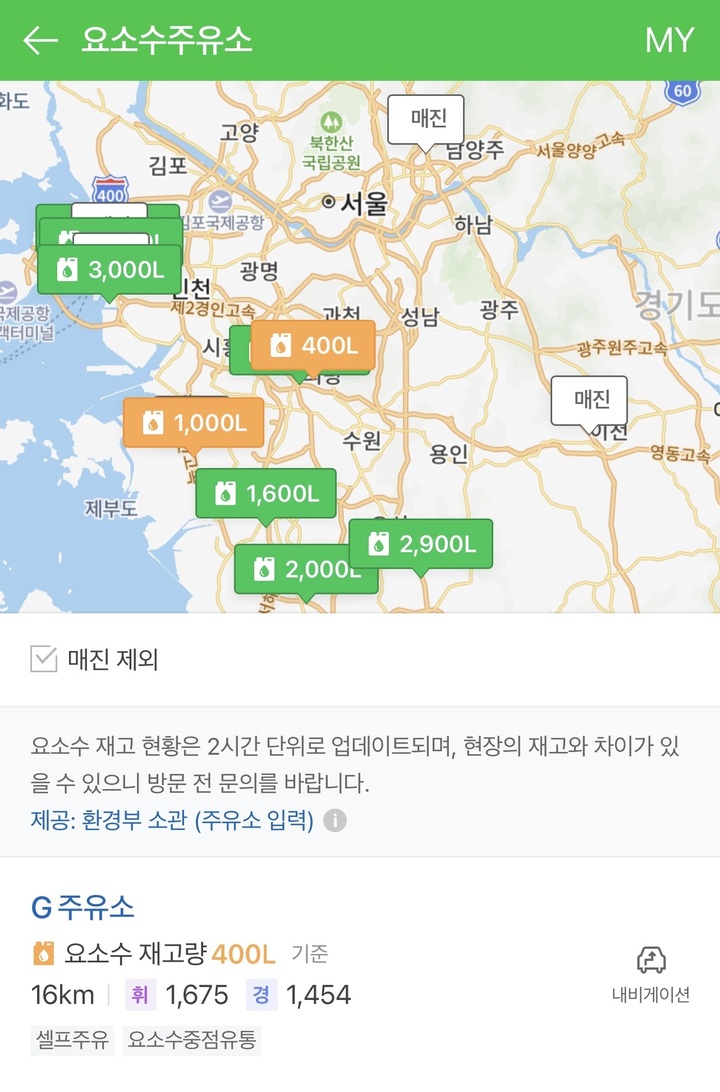 요소수주유소
MY
화도
60
고양
매진
북한산
국립공원
남양주
서울양양고속
김포
400
김포국제공항
서울
하남
3,000L
인천
광명
경기도
국제공항
객터미널
제2경인고속
과천
성남
광주
400L
광주원주고속
매진
1,000L
수원
용인
이천
영동고속
1,600L
제부도
2,900L
2,000L
매진 제외
요소수 재고 현황은 2시간 단위로 업데이트되며, 현장의 재고와 차이가 있
을 수 있으니 방문 전 문의를 바랍니다.
제공: 환경부 소관 (주유소 입력) i
G 주유소
요소수 재고량 400L 기준
16km 휘 1,675 경 1,454
내비게이션
셀프주유 요소수중점유통